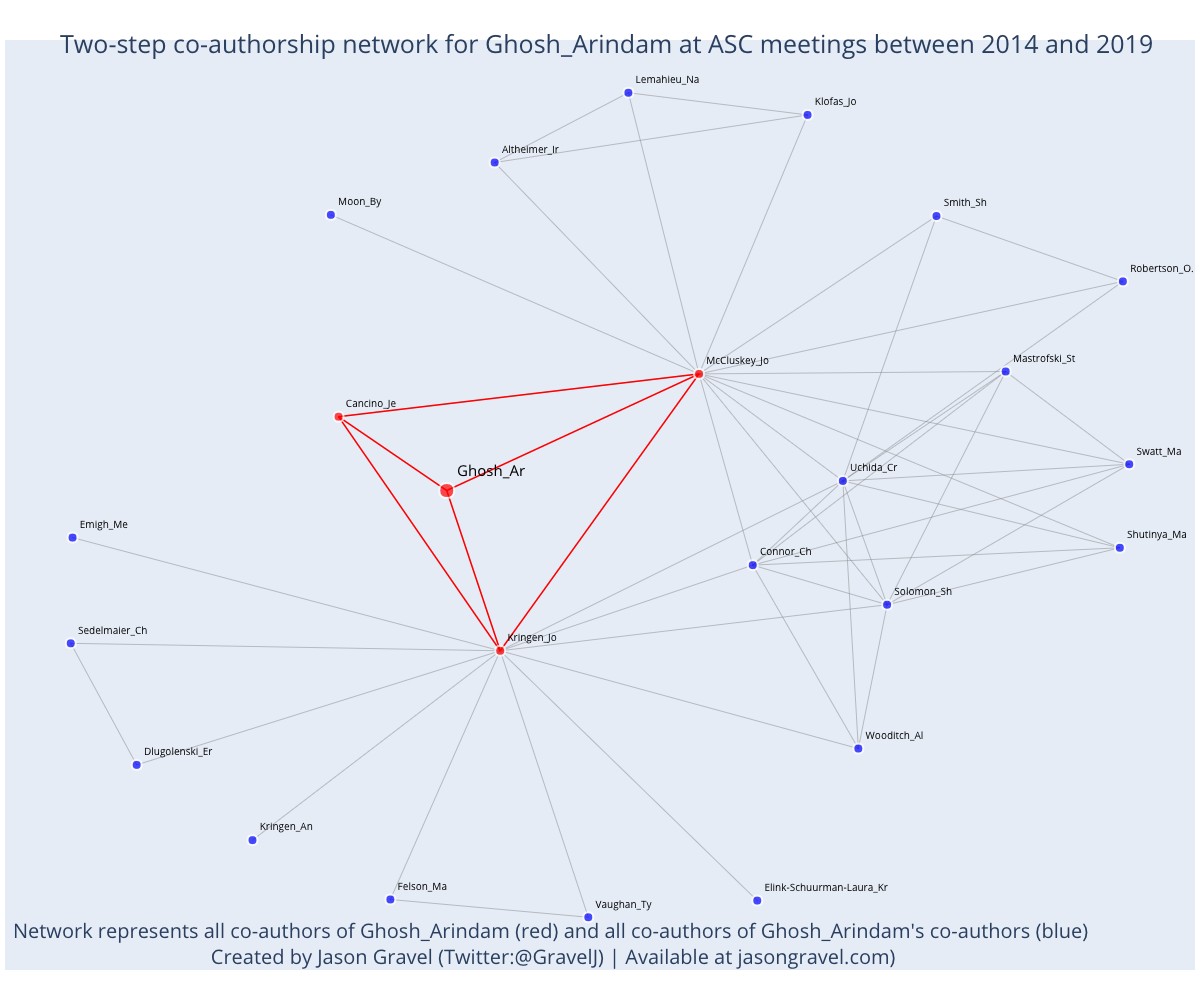 Two-step co-authorship network for Ghosh_Arindam at ASC meetings between 2014 and 2019
Lemahieu_Na
Klofas_Jo
Altheimer_Ir
Moon_By
Smith_Sh
Robertson_O.
McCluskey_Jo
Mastrofski_St
Cancino_Je
Swatt_Ma
Ghosh_Ar
Uchida_Cr
Emigh_Me
Shutinya_Ma
Connor_Ch
Solomon_Sh
Sedelmaier_Ch
Kringen_Jo
Wooditch_Al
Dlugolenski_Er
Kringen_An
Felson_Ma
Elink-Schuurman-Laura_Kr
Vaughan_Ty
Network represents all co-authors of Ghosh_Arindam (red) and all co-authors of Ghosh_Arindam's co-authors (blue)
Created by Jason Gravel (Twitter:@GravelJ) | Available at jasongravel.com)